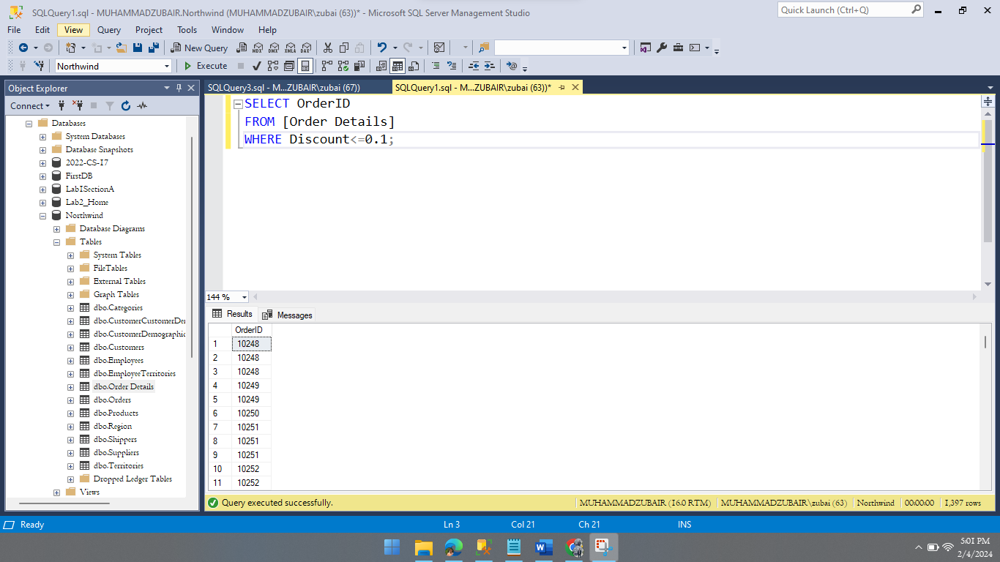 SQLQuery1.sql - MUHAMMADZUBAIR.Northwind (MUHAMMADZUBAIR\zubai (63))* - Microsoft SQL Server Management Studio
Quick Launch (Ctrl+Q)
File Edit View Query Project Tools Window Help
New Query MDX DMX XMLA DAX
Northwind Execute
Object Explorer
SQLQuery3.sql - M...ZUBAIR\zubai (67))
SQLQuery1.sql - M...ZUBAIR\zubai (63))*
Connect
Databases
System Databases
Database Snapshots
2022-CS-17
FirstDB
Lab1SectionA
Lab2_Home
Northwind
Database Diagrams
Tables
System Tables
FileTables
External Tables
Graph Tables
dbo.Categories
dbo.CustomerCustomerDer
dbo.CustomerDemographic
dbo.Customers
dbo.Employees
dbo.EmployeeTerritories
dbo.Order Details
dbo.Orders
dbo.Products
dbo.Region
dbo.Shippers
dbo.Suppliers
dbo.Territories
Dropped Ledger Tables
Views
SELECT OrderID
FROM [Order Details]
WHERE Discount<=0.1;
144 %
Results Messages
OrderID
1 10248
2 10248
3 10248
4 10249
5 10249
6 10250
7 10251
8 10251
9 10251
10 10252
11 10252
Query executed successfully.
MUHAMMADZUBAIR (16.0 RTM) MUHAMMADZUBAIR\zubai (63) Northwind 00:00:00 1,397 rows
Ready Ln 3 Col 21 Ch 21 INS
5:01 PM
2/4/2024